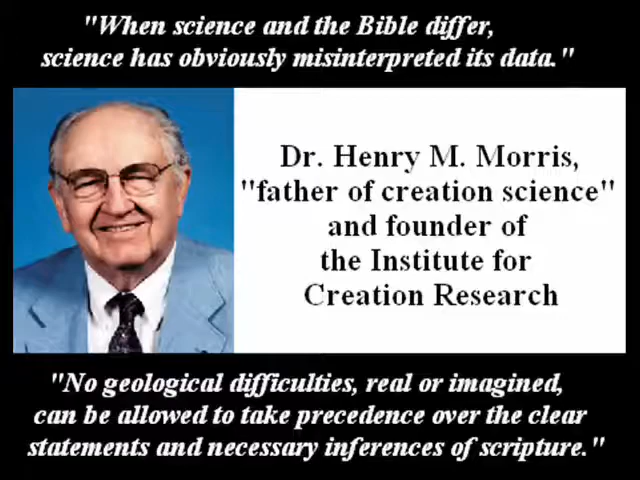 "When science and the Bible differ,
science has obviously misinterpreted its data."
Dr. Henry M. Morris,
"father of creation science"
and founder of
the Institute for
Creation Research
"No geological difficulties, real or imagined,
can be allowed to take precedence over the clear
statements and necessary inferences of scripture."